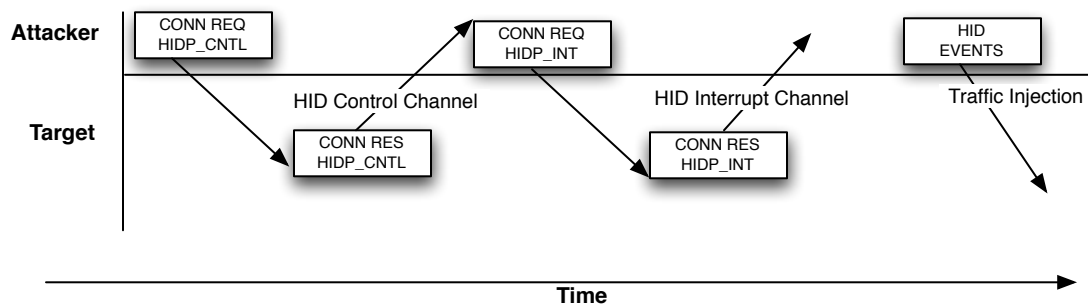 Attacker
CONN REQ
HIDP_CNTL
CONN REQ
HIDP_INT
HID
EVENTS
HID Control Channel
HID Interrupt Channel
Traffic Injection
Target
CONN RES
HIDP_CNTL
CONN RES
HIDP_INT
Time